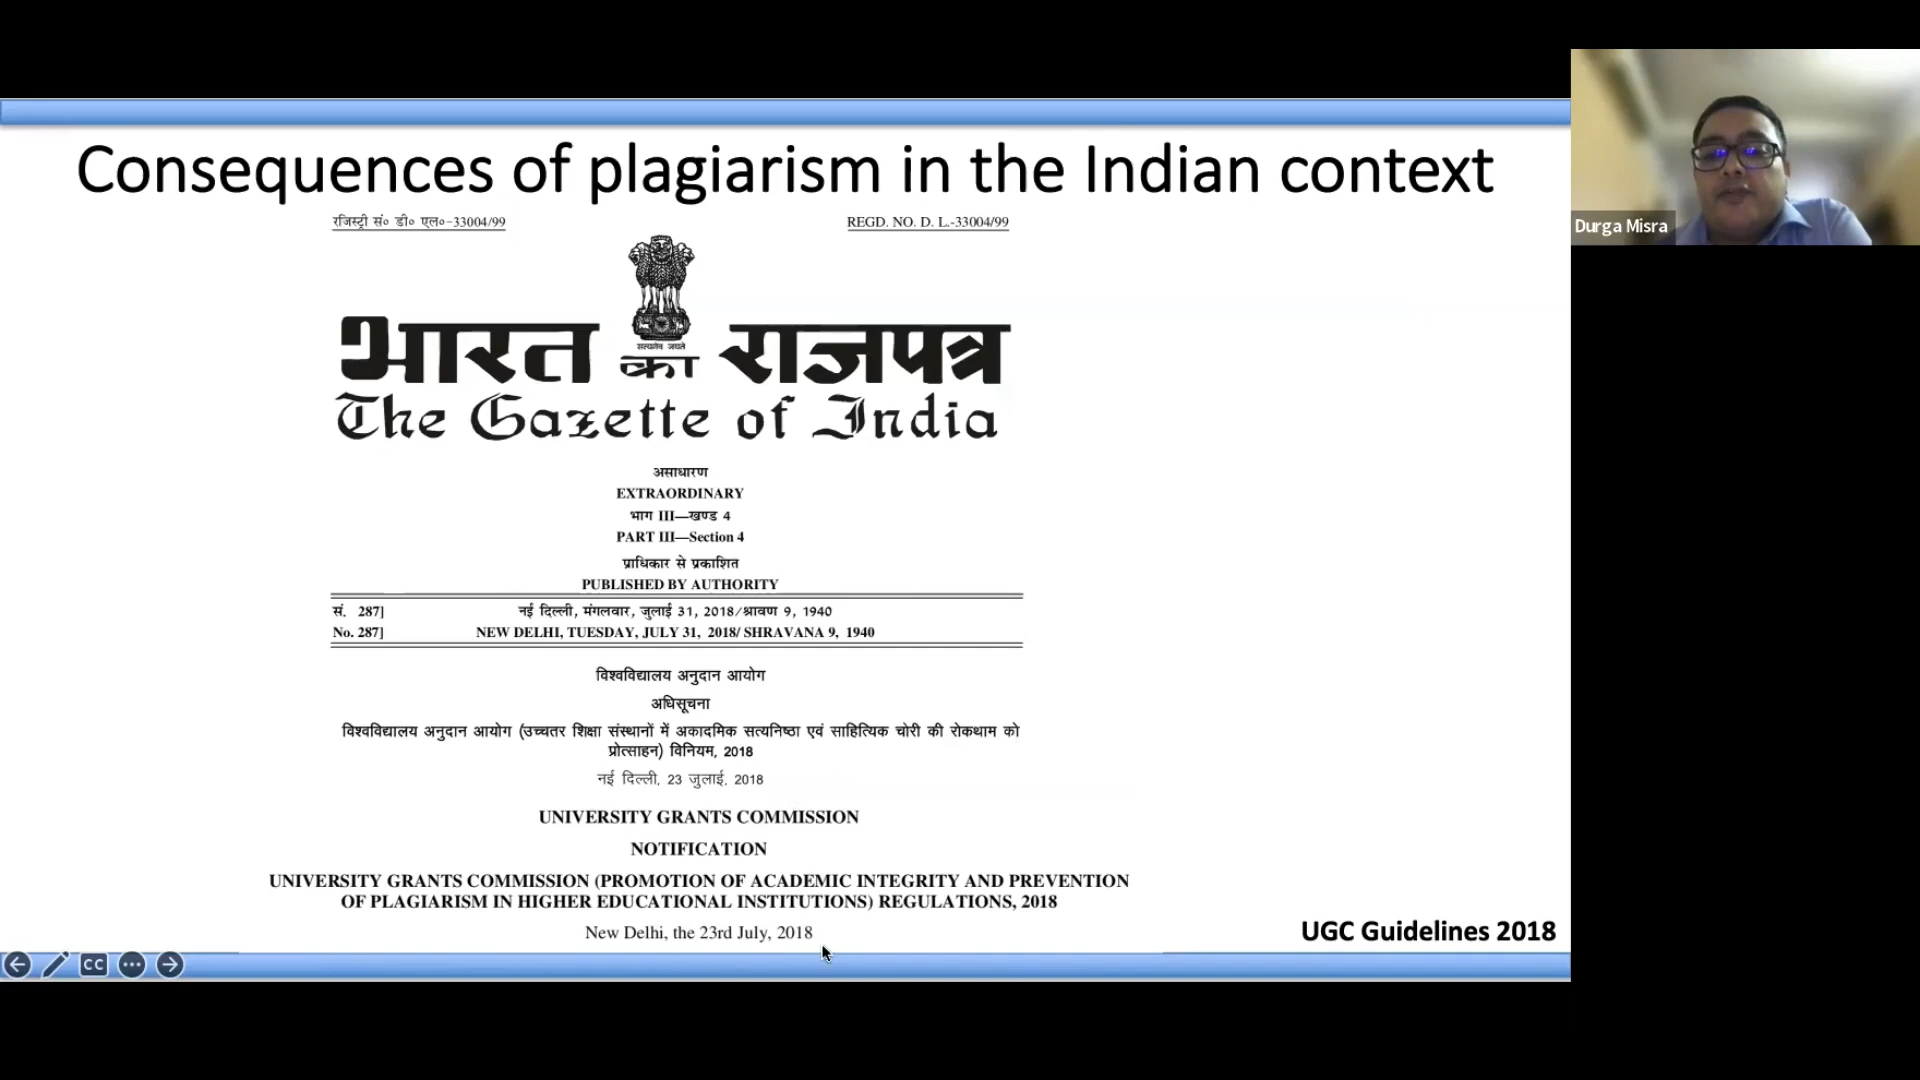 Consequences of plagiarism in the Indian context
रजिस्ट्री सं० डी० एल०-33004/99
REGD. NO. D. L.-33004/99
सत्यमेव जयते
भारत का राजपत्र
The Gazette of India
असाधारण
EXTRAORDINARY
भाग III—खण्ड 4
PART III—Section 4
प्राधिकार से प्रकाशित
PUBLISHED BY AUTHORITY
सं. 287]
नई दिल्ली, मंगलवार, जुलाई 31, 2018/श्रावण 9, 1940
No. 287]
NEW DELHI, TUESDAY, JULY 31, 2018/ SHRAVANA 9, 1940
विश्वविद्यालय अनुदान आयोग
अधिसूचना
विश्वविद्यालय अनुदान आयोग (उच्चतर शिक्षा संस्थानों में अकादमिक सत्यनिष्ठा एवं साहित्यिक चोरी की रोकथाम को
प्रोत्साहन) विनियम, 2018
नई दिल्ली, 23 जुलाई, 2018
UNIVERSITY GRANTS COMMISSION
NOTIFICATION
UNIVERSITY GRANTS COMMISSION (PROMOTION OF ACADEMIC INTEGRITY AND PREVENTION
OF PLAGIARISM IN HIGHER EDUCATIONAL INSTITUTIONS) REGULATIONS, 2018
New Delhi, the 23rd July, 2018
UGC Guidelines 2018
CC
Durga Misra